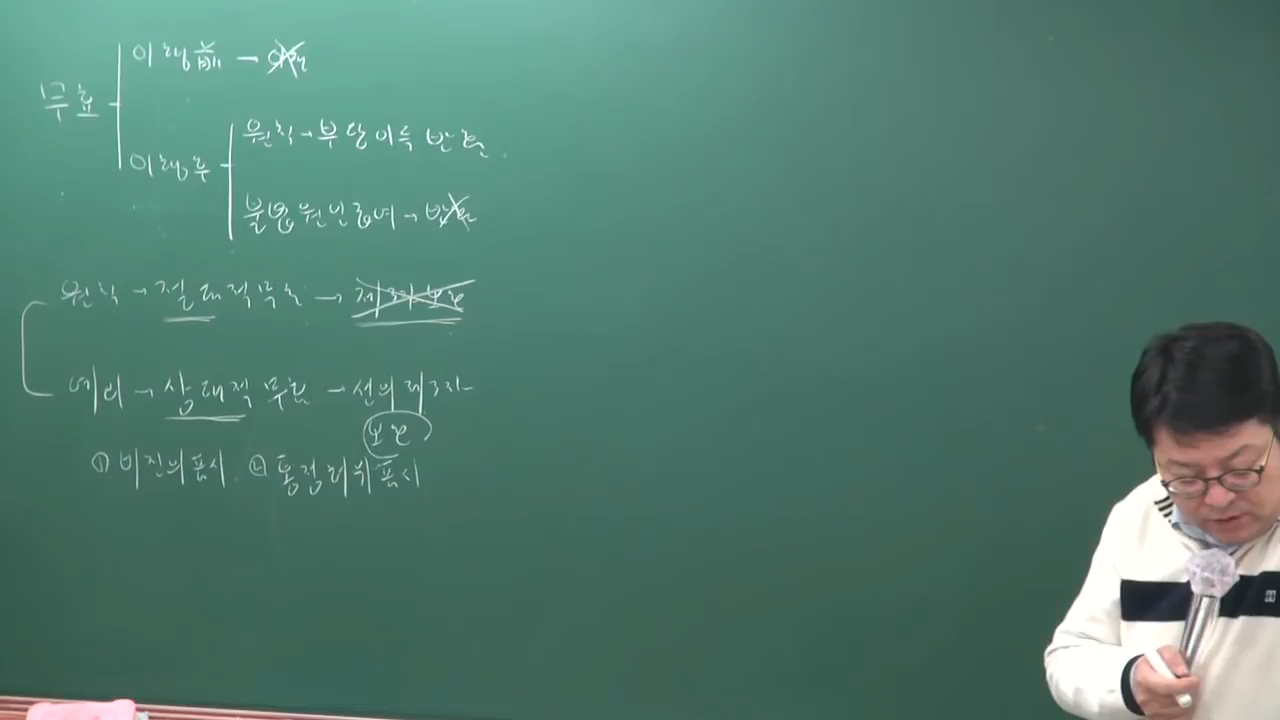 이행前 → 이행
무효
원칙 → 부당이득 반환.
이행후
불법원인급여 → 반환
원칙 → 절대적 무효 → 제3자 보호
예외 → 상대적 무효 → 선의 제3자
보호
① 비진의표시. ② 통정허위표시